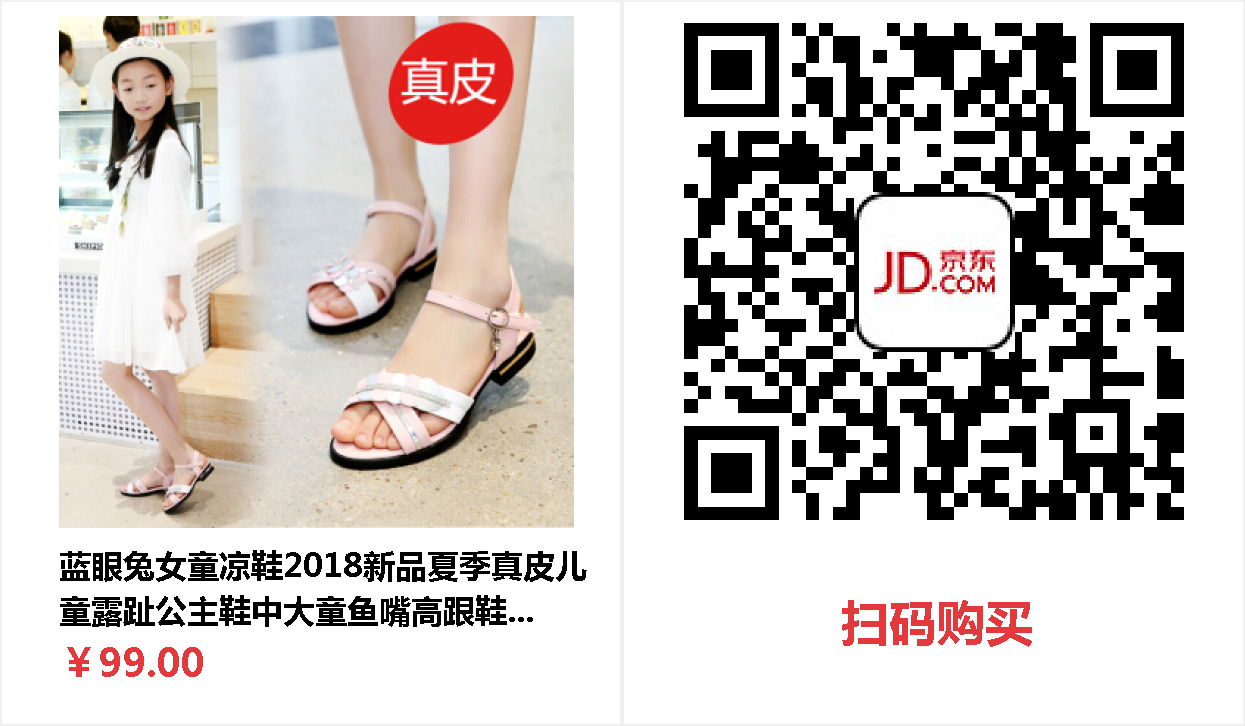 真皮
SKIPIO
蓝眼兔女童凉鞋2018新品夏季真皮儿
童露趾公主鞋中大童鱼嘴高跟鞋...
￥99.00
JD.京东
.COM
扫码购买